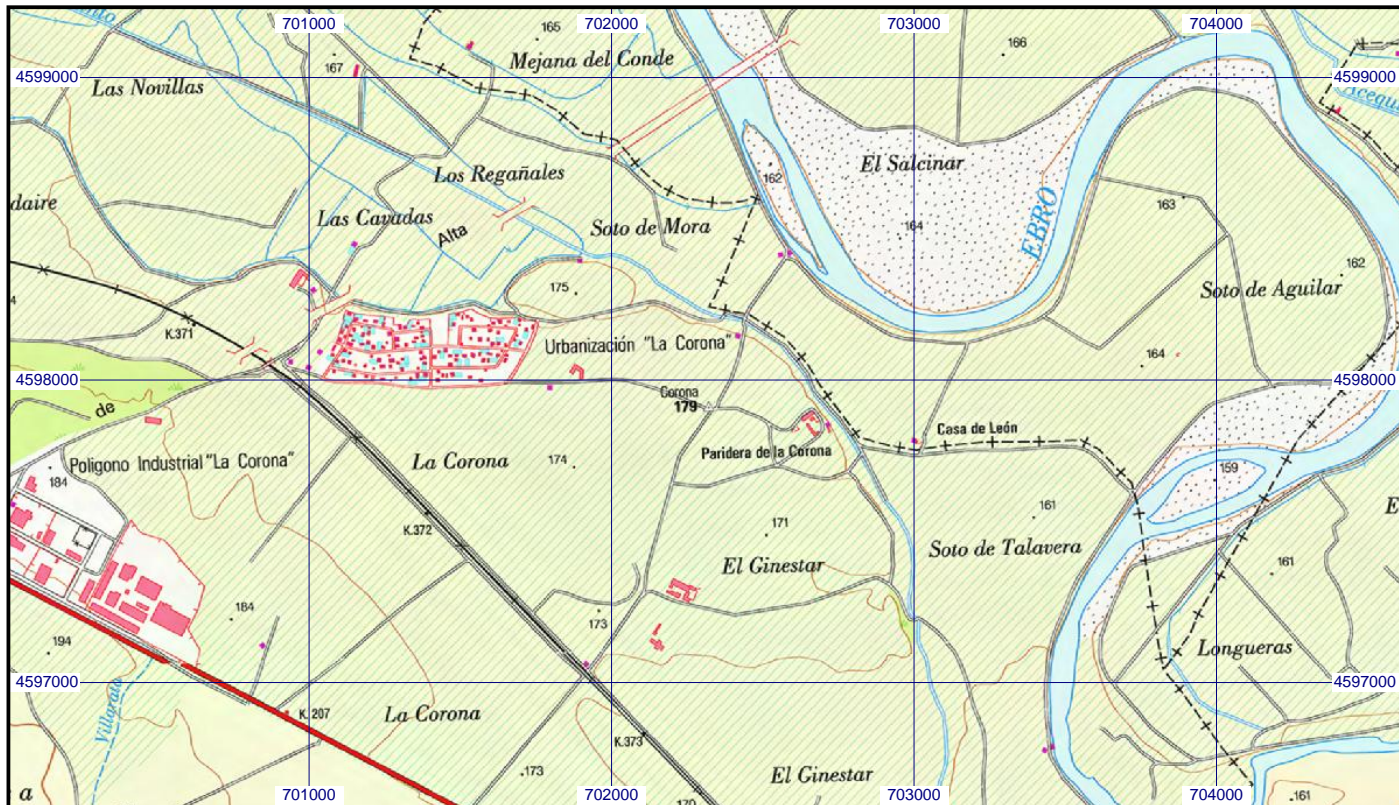 701000
702000
703000
704000
165
166
167
Mejana del Conde
4599000
4599000
Las Novillas
Acequi
Los Regañales
El Salcinar
162
163
daire
Las Cavadas
Alta
Soto de Mora
164
EBRO
162
175
Soto de Aguilar
4
K.371
Urbanización "La Corona"
164
4598000
4598000
de
Corona
179
Casa de León
Paridera de la Corona
Poligono Industrial "La Corona"
La Corona
174
159
184
161
E
K.372
171
Soto de Talavera
El Ginestar
161
184
173
194
Longueras
4597000
4597000
Villarata
K. 207
La Corona
K.373
173
El Ginestar
a
170
161
701000
702000
703000
704000